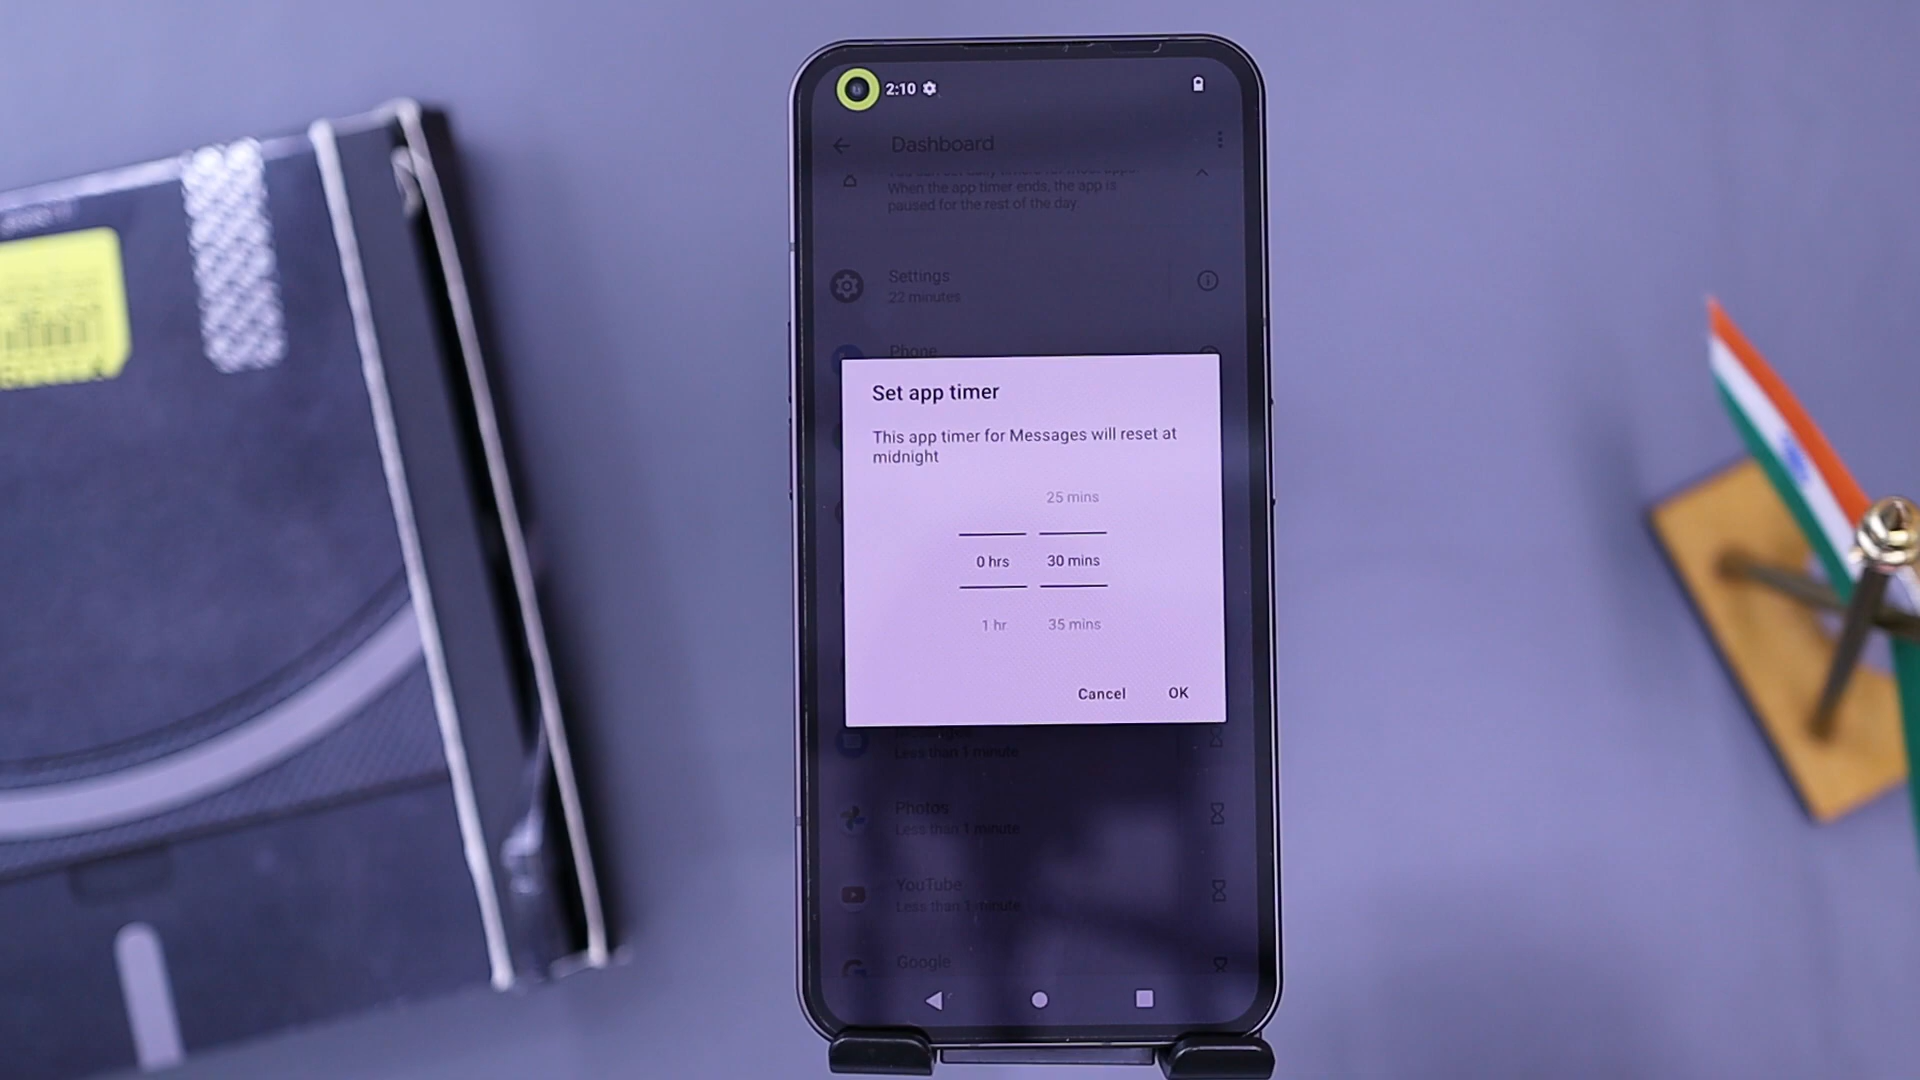 2:10
Dashboard
When the app timer ends, the app is
paused for the rest of the day.
Settings
22 minutes
Phone
Set app timer
This app timer for Messages will reset at
midnight
25 mins
0 hrs 30 mins
1 hr 35 mins
Cancel OK
Less than 1 minute
Photos
Less than 1 minute
YouTube
Less than 1 minute
Google